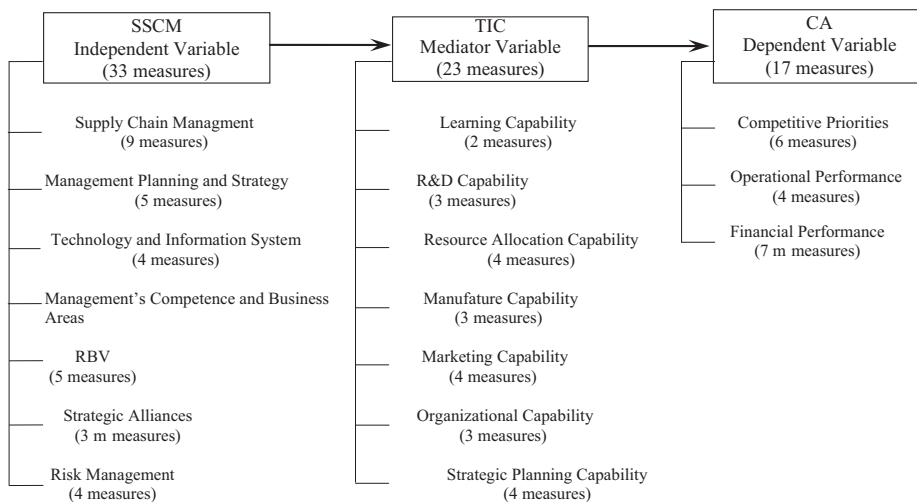 SSCM
Independent Variable
(33 measures)
Supply Chain Managment
(9 measures)
Management Planning and Strategy
(5 measures)
Technology and Information System
(4 measures)
Management's Competence and Business
Areas
RBV
(5 measures)
Strategic Alliances
(3 m measures)
Risk Management
(4 measures)
TIC
Mediator Variable
(23 measures)
Learning Capability
(2 measures)
R&D Capability
(3 measures)
Resource Allocation Capability
(4 measures)
Manufature Capability
(3 measures)
Marketing Capability
(4 measures)
Organizational Capability
(3 measures)
Strategic Planning Capability
(4 measures)
CA
Dependent Variable
(17 measures)
Competitive Priorities
(6 measures)
Operational Performance
(4 measures)
Financial Performance
(7 m measures)